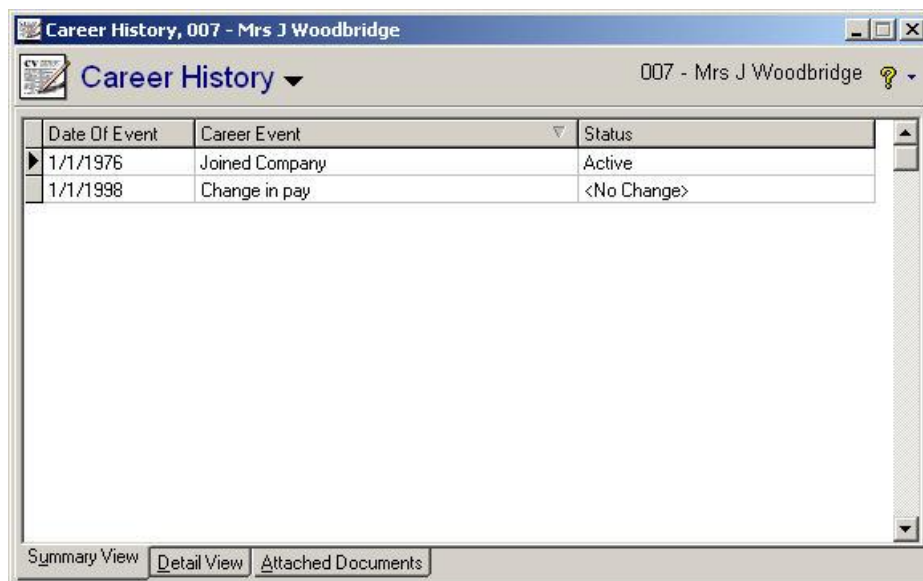 Career History, 007 - Mrs J Woodbridge
CV
Career History 007 - Mrs J Woodbridge ?
Date Of Event Career Event Status
1/1/1976 Joined Company Active
1/1/1998 Change in pay <No Change>
Summary View Detail View Attached Documents